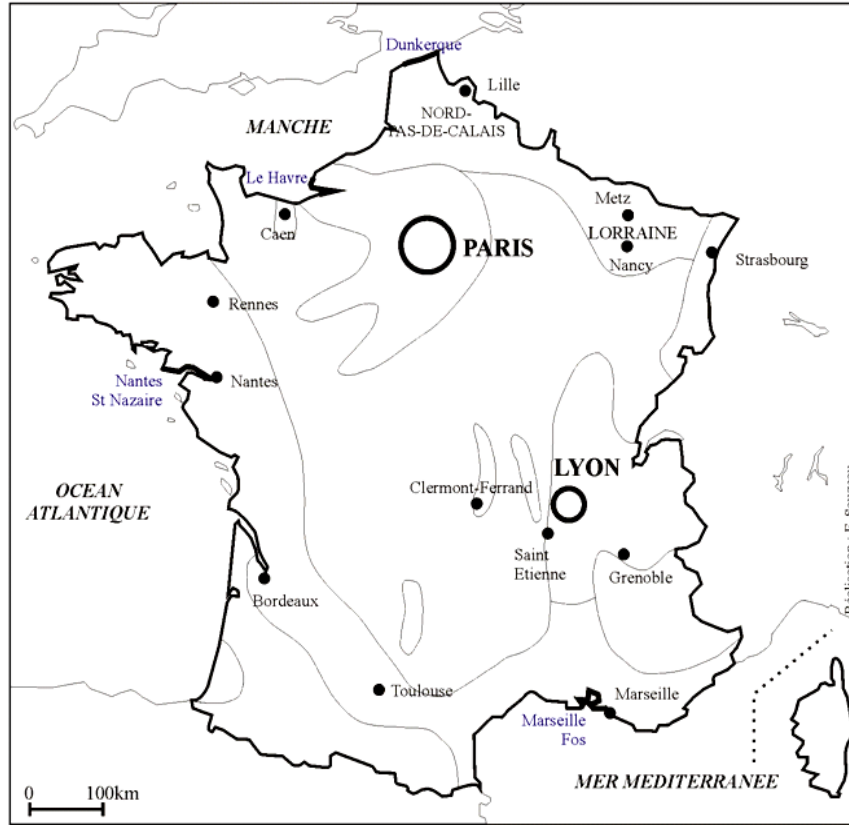 Dunkerque
Lille
NORD-
PAS-DE-CALAIS
MANCHE
Le Havre
Caen
PARIS
Metz
LORRAINE
Nancy
Strasbourg
Rennes
Nantes
St Nazaire
Nantes
LYON
Clermont-Ferrand
OCEAN
ATLANTIQUE
Saint
Etienne
Grenoble
Bordeaux
Toulouse
Marseille
Marseille
Fos
MER MEDITERRANEE
0 100km
Réalisation : F.